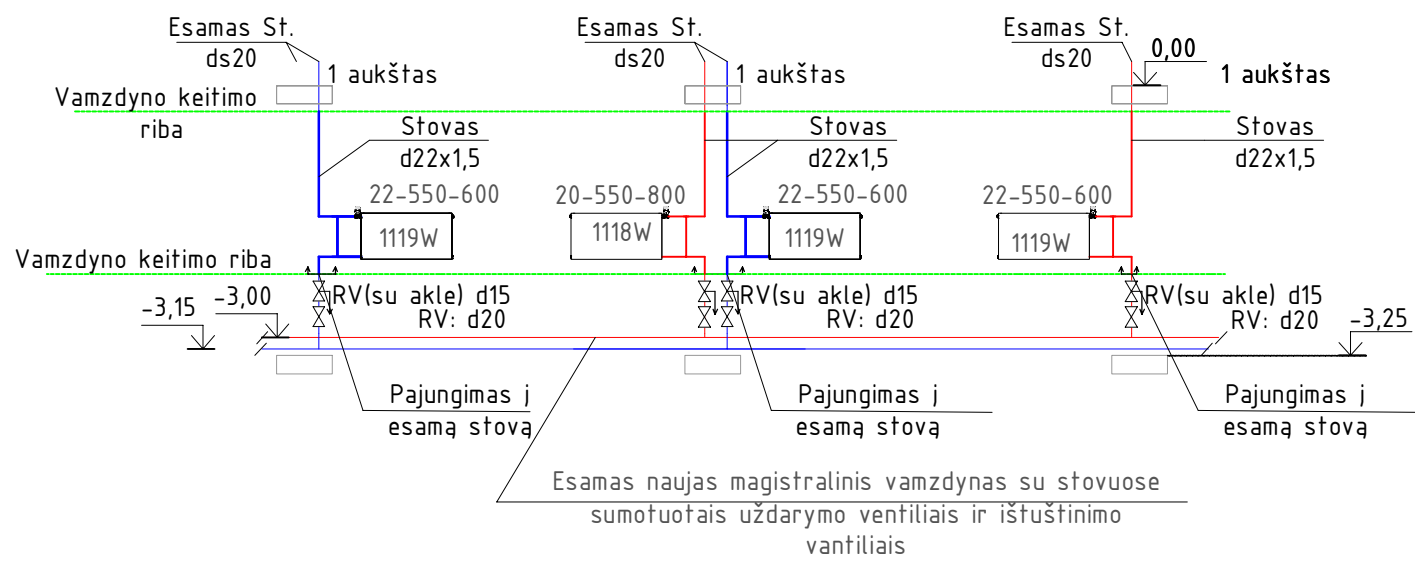 Esamas St.
ds20
Esamas St.
ds20
Esamas St.
ds20
0,00
1 aukštas
1 aukštas
1 aukštas
Vamzdyno keitimo
riba
Stovas
d22x1,5
Stovas
d22x1,5
Stovas
d22x1,5
22-550-600
20-550-800
22-550-600
22-550-600
1119W
1118W
1119W
1119W
Vamzdyno keitimo riba
RV(su akle) d15
RV: d20
RV(su akle) d15
RV: d20
RV(su akle) d15
RV: d20
-3,15
-3,00
-3,25
Pajungimas į
esamą stovą
Pajungimas į
esamą stovą
Pajungimas į
esamą stovą
Esamas naujas magistralinis vamzdynas su stovuose
sumotuotais uždarymo ventiliais ir ištuštinimo
vantiliais